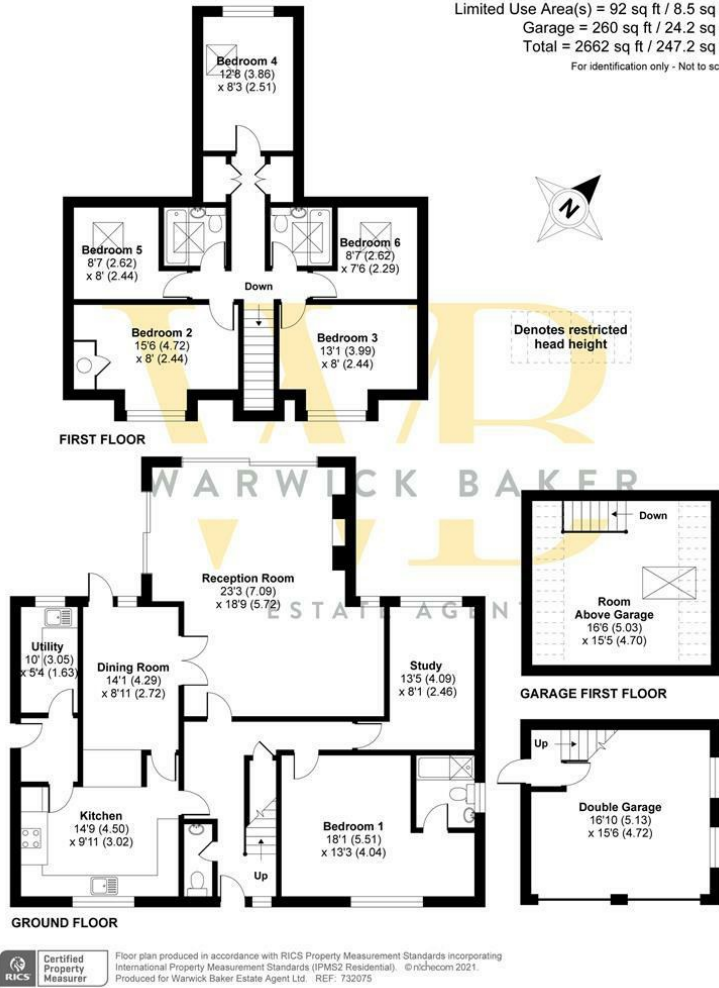 Limited Use Area(s) = 92 sq ft / 8.5 sq
Garage = 260 sq ft / 24.2 sq
Total = 2662 sq ft / 247.2 sq
For identification only - Not to sc
Bedroom 4
12'8 (3.86)
x 8'3 (2.51)
N
Bedroom 5
8'7 (2.62)
x 8' (2.44)
Bedroom 6
8'7 (2.62)
x 7'6 (2.29)
Down
Bedroom 2
15'6 (4.72)
x 8' (2.44)
Bedroom 3
13'1 (3.99)
x 8' (2.44)
Denotes restricted
head height
FIRST FLOOR
WB
WARWICK BAKER
ESTATE AGENT
Reception Room
23'3 (7.09)
x 18'9 (5.72)
Down
Room
Above Garage
16'6 (5.03)
x 15'5 (4.70)
GARAGE FIRST FLOOR
Utility
10' (3.05)
x 5'4 (1.63)
Dining Room
14'1 (4.29)
x 8'11 (2.72)
Study
13'5 (4.09)
x 8'1 (2.46)
Up
Double Garage
16'10 (5.13)
x 15'6 (4.72)
Kitchen
14'9 (4.50)
x 9'11 (3.02)
Bedroom 1
18'1 (5.51)
x 13'3 (4.04)
Up
GROUND FLOOR
RICS
Certified
Property
Measurer
Floor plan produced in accordance with RICS Property Measurement Standards incorporating
International Property Measurement Standards (IPMS2 Residential). © nichecom 2021.
Produced for Warwick Baker Estate Agent Ltd. REF: 732075